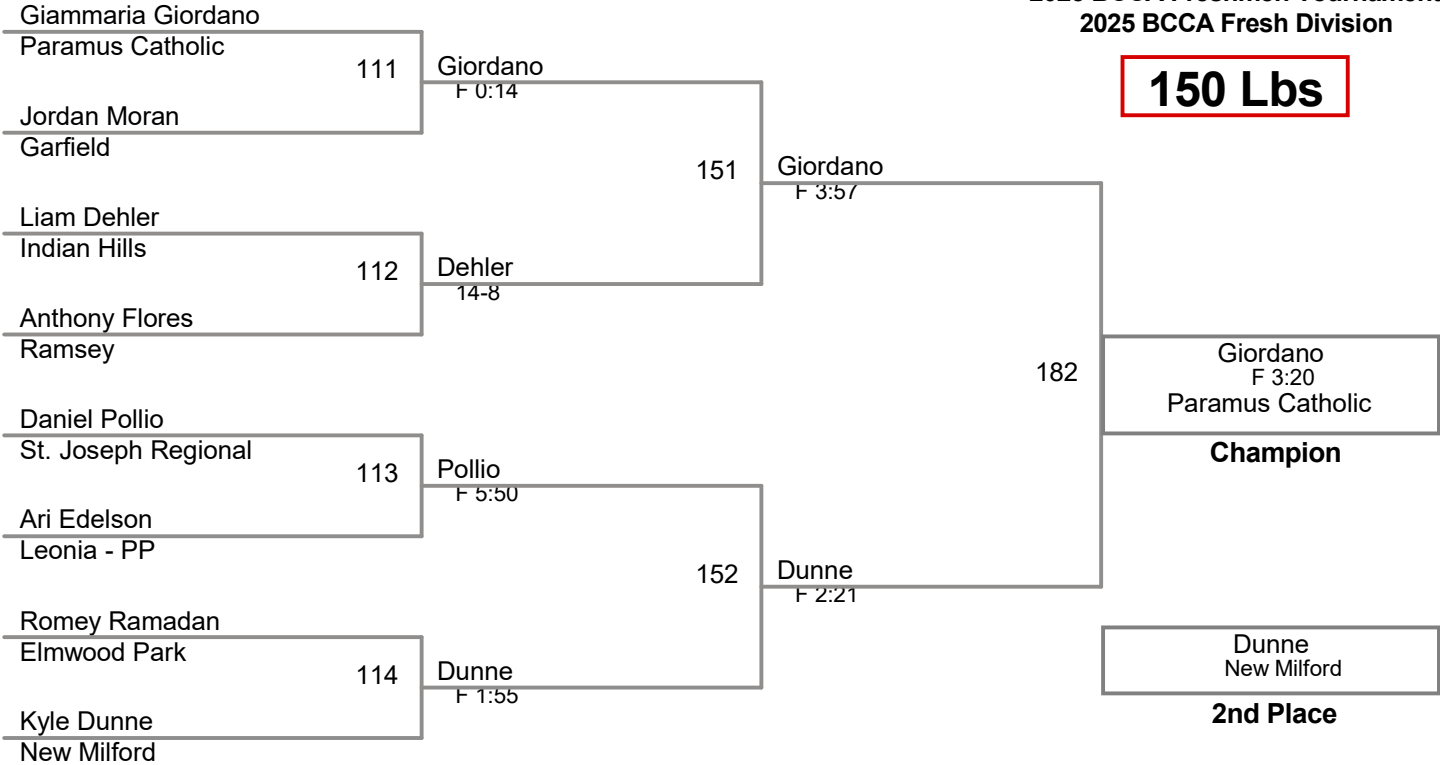 2025 BCCA Fresh Division
150 Lbs
Giammaria Giordano
Paramus Catholic
111
Giordano
F 0:14
Jordan Moran
Garfield
151
Giordano
F 3:57
Liam Dehler
Indian Hills
112
Dehler
14-8
Anthony Flores
Ramsey
182
Giordano
F 3:20
Paramus Catholic
Champion
Daniel Pollio
St. Joseph Regional
113
Pollio
F 5:50
Ari Edelson
Leonia - PP
152
Dunne
F 2:21
Romey Ramadan
Elmwood Park
114
Dunne
F 1:55
Kyle Dunne
New Milford
Dunne
New Milford
2nd Place